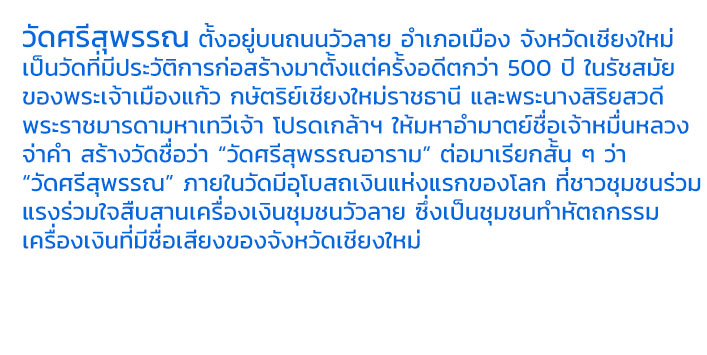 วัดศรีสุพรรณ ตั้งอยู่บนถนนวัวลาย อำเภอเมือง จังหวัดเชียงใหม่
เป็นวัดที่มีประวัติการก่อสร้างมาตั้งแต่ครั้งอดีตกว่า 500 ปี ในรัชสมัย
ของพระเจ้าเมืองแก้ว กษัตริย์เชียงใหม่ราชธานี และพระนางสิริยสวดี
พระราชมารดามหาเทวีเจ้า โปรดเกล้าฯ ให้มหาอำมาตย์ชื่อเจ้าหมื่นหลวง
จ่าคำ สร้างวัดชื่อว่า “วัดศรีสุพรรณอาราม” ต่อมาเรียกสั้น ๆ ว่า
“วัดศรีสุพรรณ” ภายในวัดมีอุโบสถเงินแห่งแรกของโลก ที่ชาวชุมชนร่วม
แรงร่วมใจสืบสานเครื่องเงินชุมชนวัวลาย ซึ่งเป็นชุมชนทำหัตถกรรม
เครื่องเงินที่มีชื่อเสียงของจังหวัดเชียงใหม่